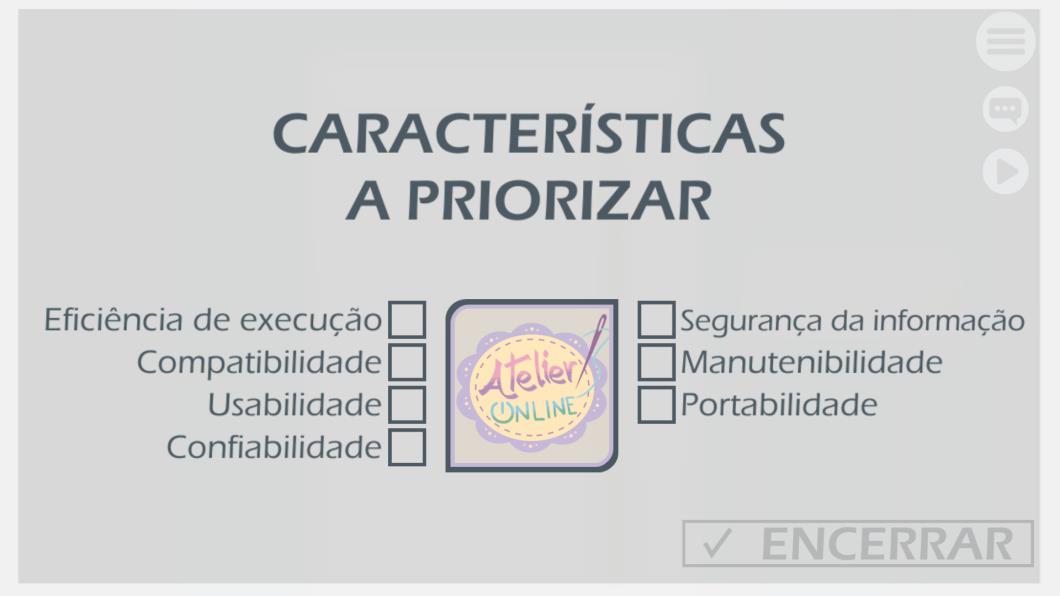 CARACTERÍSTICAS
A PRIORIZAR
Eficiência de execução
Compatibilidade
Usabilidade
Confiabilidade
Atelier
ONLINE
Segurança da informação
Manutenibilidade
Portabilidade
ENCERRAR